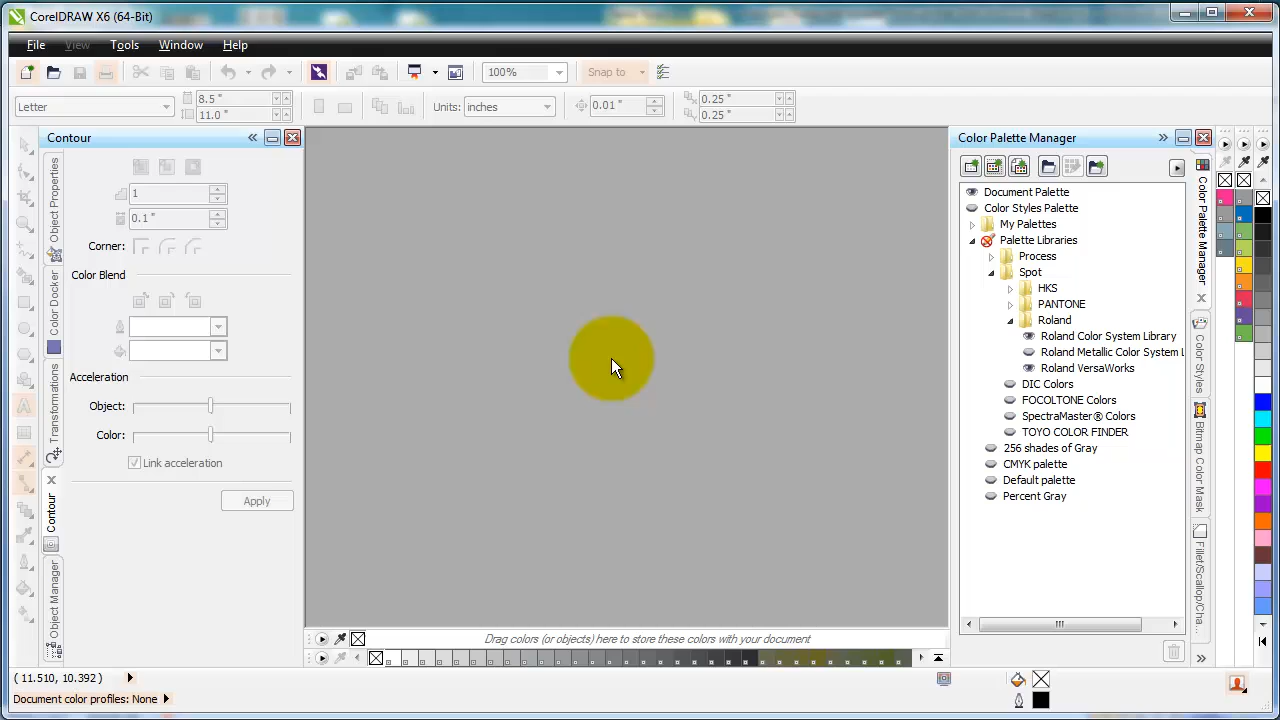 CorelDRAW X6 (64-Bit)
File View Tools Window Help
100% Snap to
Letter 8.5 " 11.0 " Units: inches 0.01 " 0.25 " 0.25 "
Contour
1
0.1 "
Corner:
Color Blend
Acceleration
Object:
Color:
Link acceleration
Apply
Object Properties
Color Docker
Transformations
Contour
Object Manager
Color Palette Manager
Document Palette
Color Styles Palette
My Palettes
Palette Libraries
Process
Spot
HKS
PANTONE
Roland
Roland Color System Library
Roland Metallic Color System L
Roland VersaWorks
DIC Colors
FOCOLTONE Colors
SpectraMaster® Colors
TOYO COLOR FINDER
256 shades of Gray
CMYK palette
Default palette
Percent Gray
Color Palette Manager
Color Styles
Bitmap Color Mask
Fillet/Scallop/Cha...
Drag colors (or objects) here to store these colors with your document
( 11.510, 10.392 )
Document color profiles: None